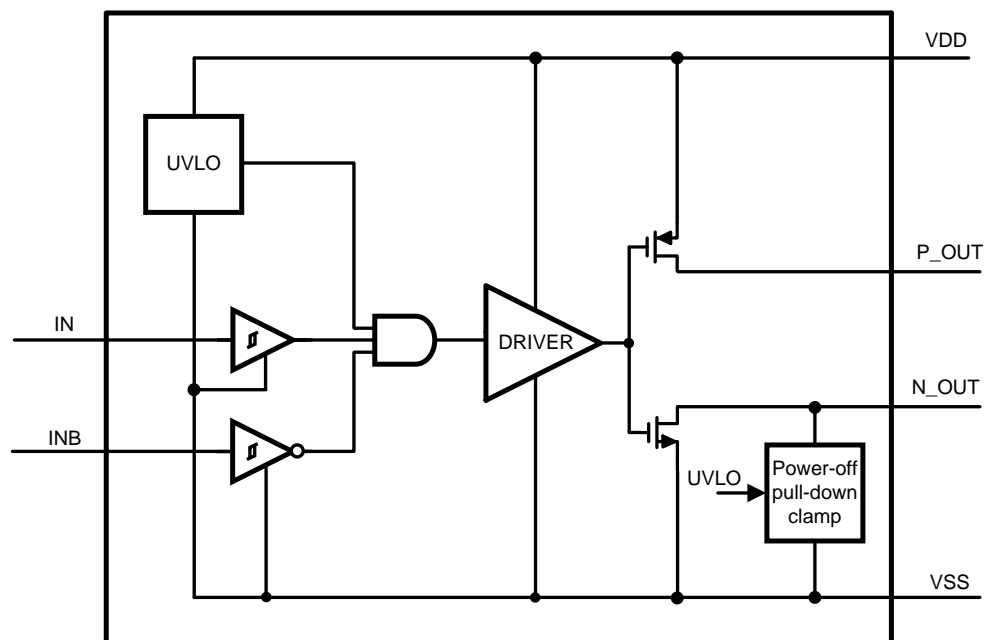 VDD
UVLO
P_OUT
IN
DRIVER
N_OUT
INB
UVLO
Power-off
pull-down
clamp
VSS